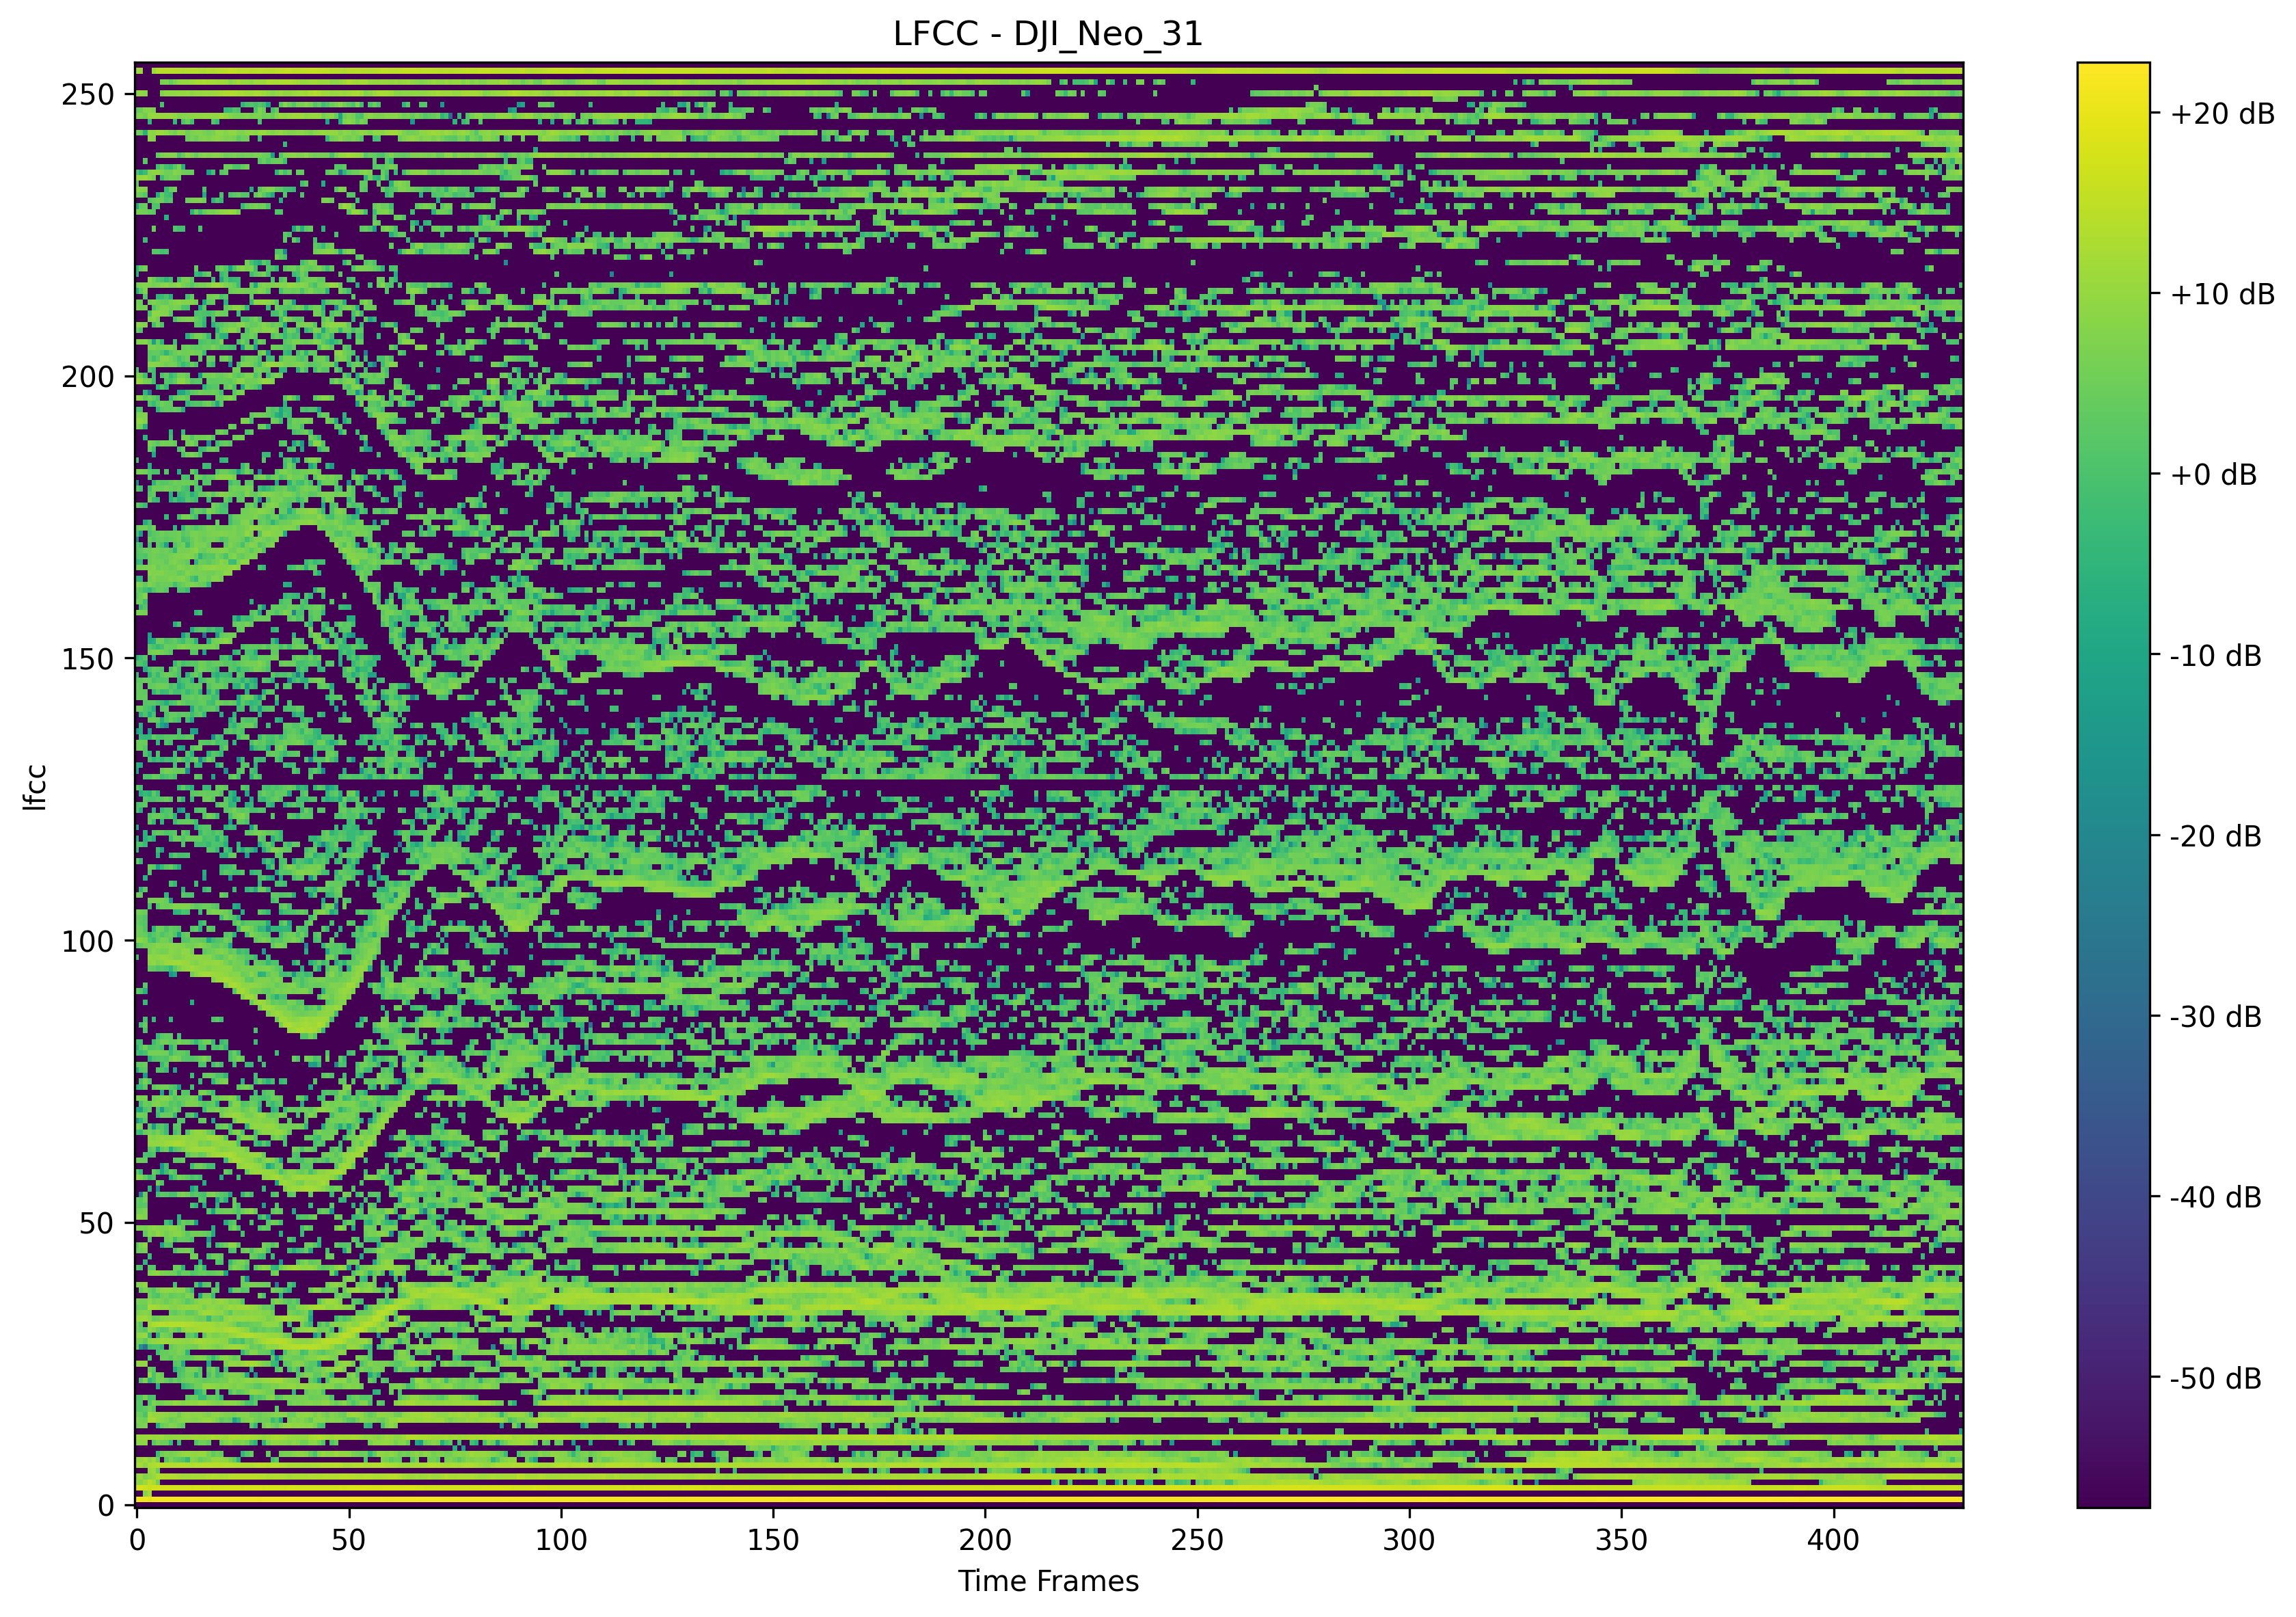 LFCC - DJI_Neo_31
250
200
150
100
50
0
lfcc
0 50 100 150 200 250 300 350 400
Time Frames
+20 dB
+10 dB
+0 dB
-10 dB
-20 dB
-30 dB
-40 dB
-50 dB